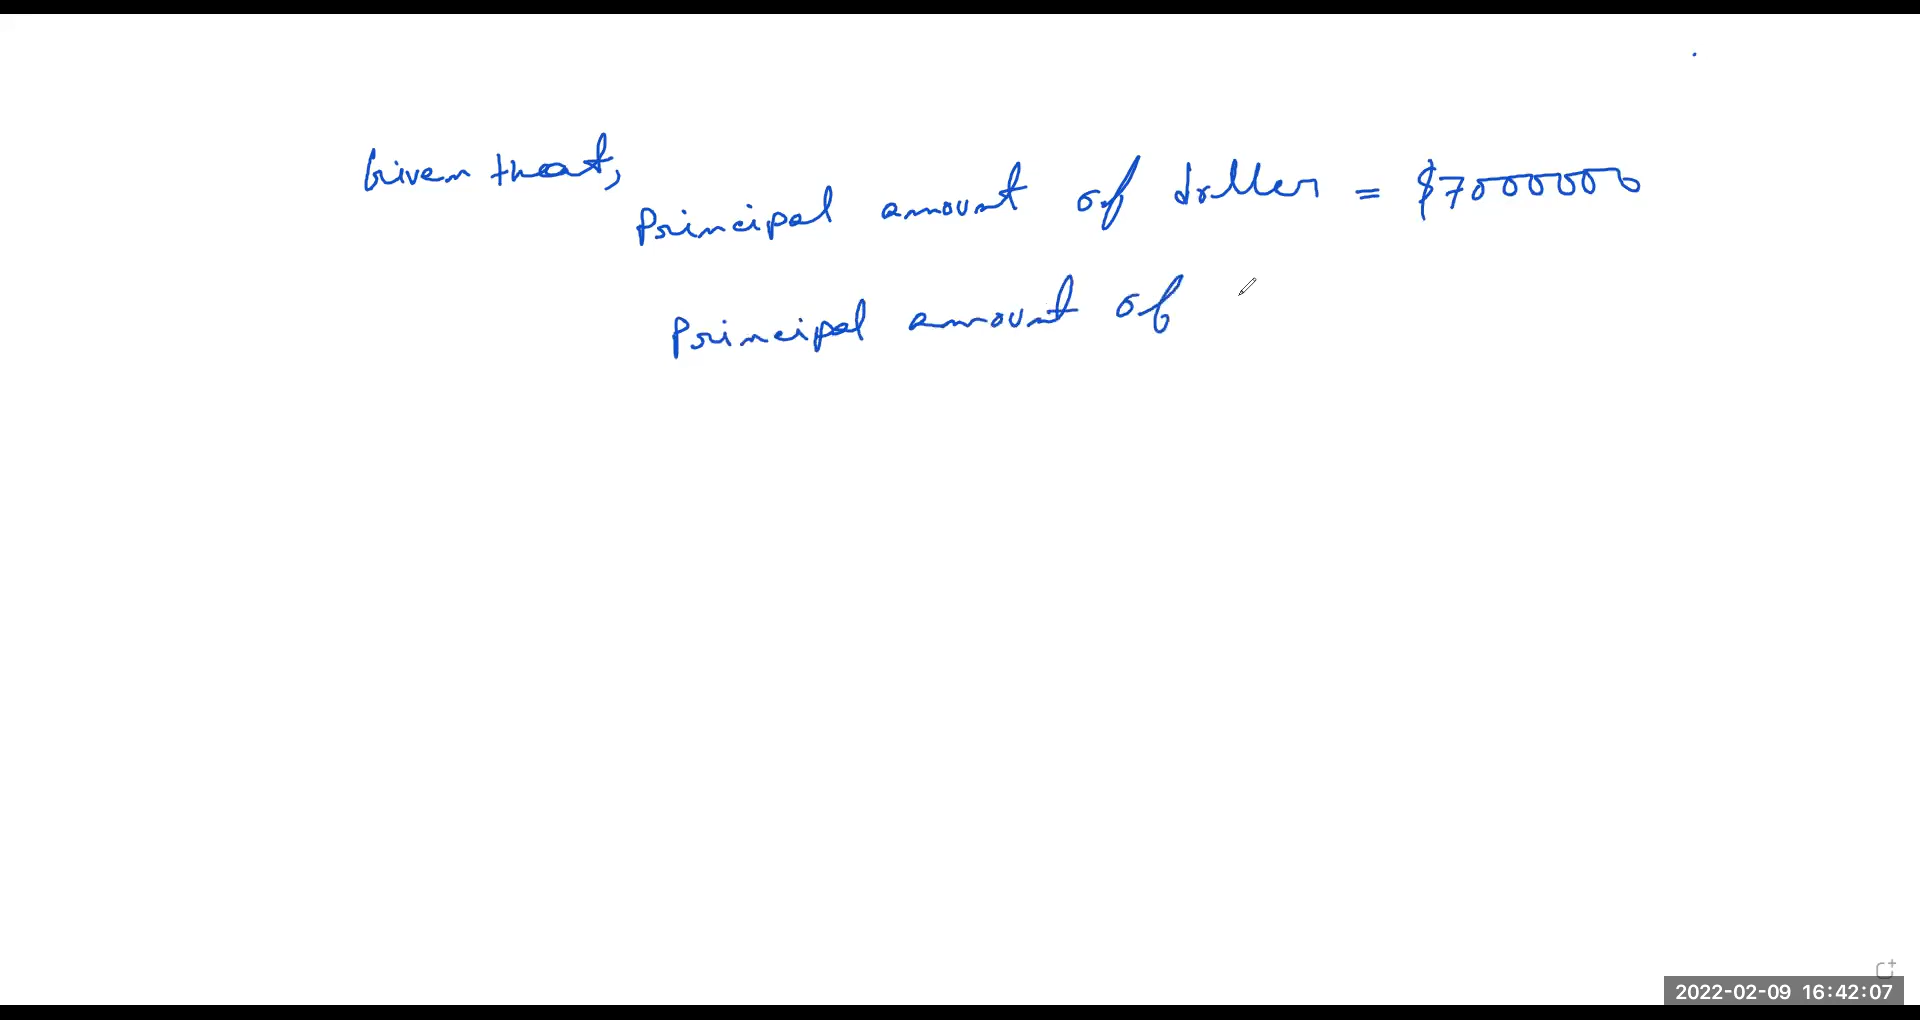 Given that,
Principal amount of doller = $7000000
Principal amount of
2022-02-09 16:42:07